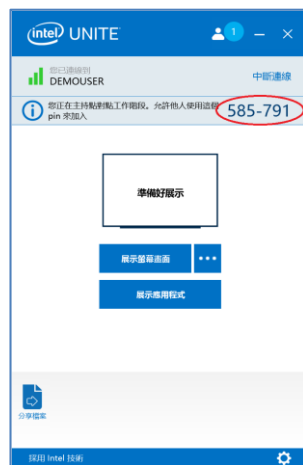 intel UNITE
1
您已連線到
DEMOUSER
中斷連線
您正在主持點對點工作階段。允許他人使用這個
pin 來加入
585-791
準備好展示
展示螢幕畫面
展示應用程式
分享檔案
採用 Intel 技術